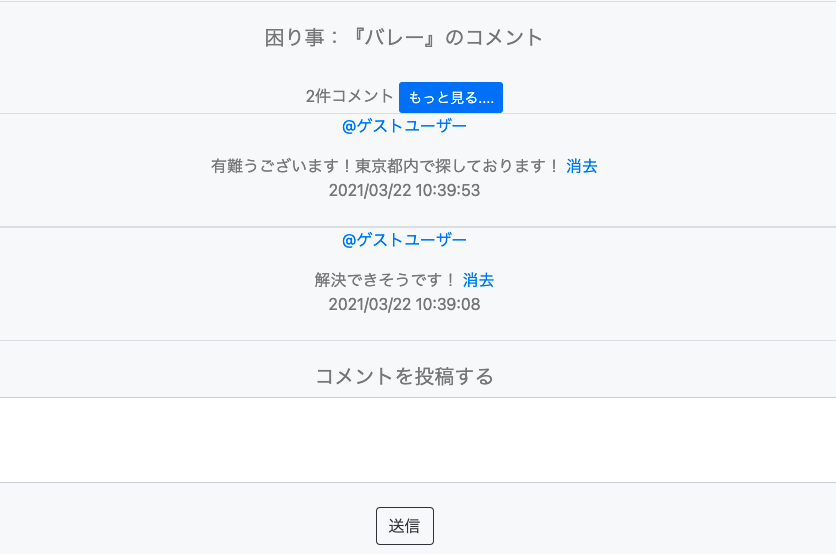 困り事：『バレー』のコメント
2件コメント もっと見る....
@ゲストユーザー
有難うございます！東京都内で探しております！ 消去
2021/03/22 10:39:53
@ゲストユーザー
解決できそうです！ 消去
2021/03/22 10:39:08
コメントを投稿する
送信